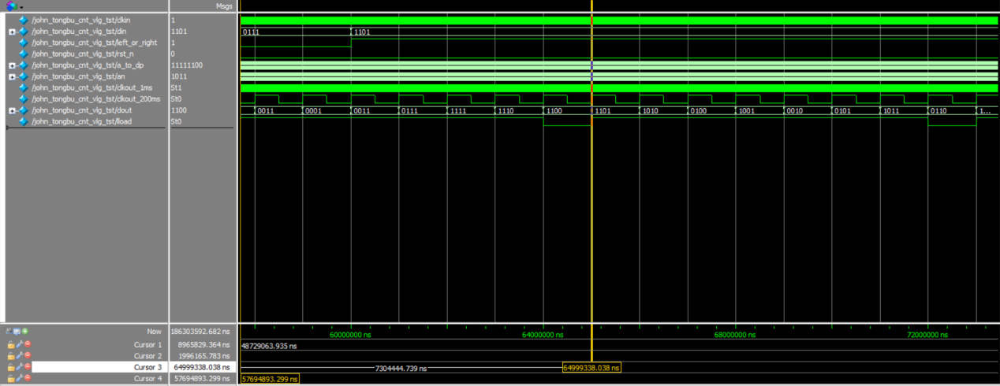 Msgs
/john_tongbu_cnt_vlg_tst/clkin 1
/john_tongbu_cnt_vlg_tst/din 1101 0111 1101
/john_tongbu_cnt_vlg_tst/left_or_right 1
/john_tongbu_cnt_vlg_tst/rst_n 0
/john_tongbu_cnt_vlg_tst/a_to_dp 11111100
/john_tongbu_cnt_vlg_tst/an 1011
/john_tongbu_cnt_vlg_tst/clkout_1ms St1
/john_tongbu_cnt_vlg_tst/clkout_200ms St0
/john_tongbu_cnt_vlg_tst/dout 1100 0011 0001 0011 0111 1111 1110 1100 1101 1010 0100 1001 0010 0101 1011 0110 1...
/john_tongbu_cnt_vlg_tst/lload St0
Now 186303592.682 ns 60000000 ns 64000000 ns 68000000 ns 72000000 ns
Cursor 1 8965829.364 ns 48729063.935 ns
Cursor 2 1996165.783 ns
Cursor 3 64999338.038 ns 7304444.739 ns 64999338.038 ns
Cursor 4 57694893.299 ns 57694893.299 ns